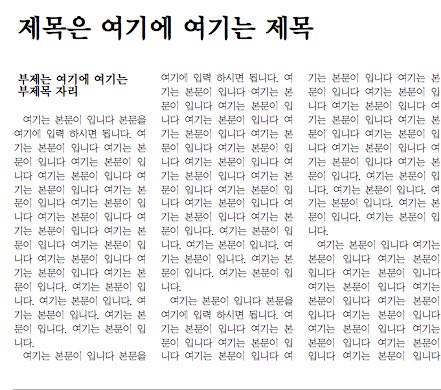 제목은 여기에 여기는 제목
부제는 여기에 여기는
부제목 자리
여기는 본문이 입니다 본문을
여기에 입력 하시면 됩니다. 여
기는 본문이 입니다 여기는 본
문이 입니다 여기는 본문이 입
니다 여기는 본문이 입니다 여
기는 본문이 입니다 여기는 본
문이 입니다 여기는 본문이 입
니다 여기는 본문이 입니다 여
기는 본문이 입니다 여기는 본
문이 입니다 여기는 본문이 입
니다 여기는 본문이 입니다 여
기는 본문이 입니다 여기는 본
문이 입니다. 여기는 본문이 입
니다. 여기는 본문이 입니다. 여
기는 본문이 입니다. 여기는 본
문이 입니다. 여기는 본문이 입
니다.
여기는 본문이 입니다 본문을
여기에 입력 하시면 됩니다. 여
기는 본문이 입니다 여기는 본
문이 입니다 여기는 본문이 입
니다 여기는 본문이 입니다 여
기는 본문이 입니다 여기는 본
문이 입니다 여기는 본문이 입
니다 여기는 본문이 입니다 여
기는 본문이 입니다 여기는 본
문이 입니다 여기는 본문이 입
니다 여기는 본문이 입니다 여
기는 본문이 입니다 여기는 본
문이 입니다. 여기는 본문이 입
니다. 여기는 본문이 입니다. 여
기는 본문이 입니다. 여기는 본
문이 입니다. 여기는 본문이 입
니다.
여기는 본문이 입니다 본문을
여기에 입력 하시면 됩니다. 여
기는 본문이 입니다 여기는 본
문이 입니다 여기는 본문이 입
니다 여기는 본문이 입니다 여
기는 본문이 입니다 여기는 본
문이 입니다 여기는 본문이 입
니다 여기는 본문이 입니다 여
기는 본문이 입니다 여기는 본
문이 입니다 여기는 본문이 입
니다 여기는 본문이 입니다 여
기는 본문이 입니다 여기는 본
문이 입니다. 여기는 본문이 입
니다. 여기는 본문이 입니다. 여
기는 본문이 입니다. 여기는 본
문이 입니다. 여기는 본문이 입
니다.
여기는 본문이 입니다 여기는
본문이 입니다 여기는 본문이
입니다 여기는 본문이 입니다
여기는 본문이 입니다 여기는
본문이 입니다 여기는 본문이
입니다 여기는 본문이 입니다
여기는 본문이 입니다 여기는
본문이 입니다 여기는 본문이
입니다 여기는 본문이 입니다